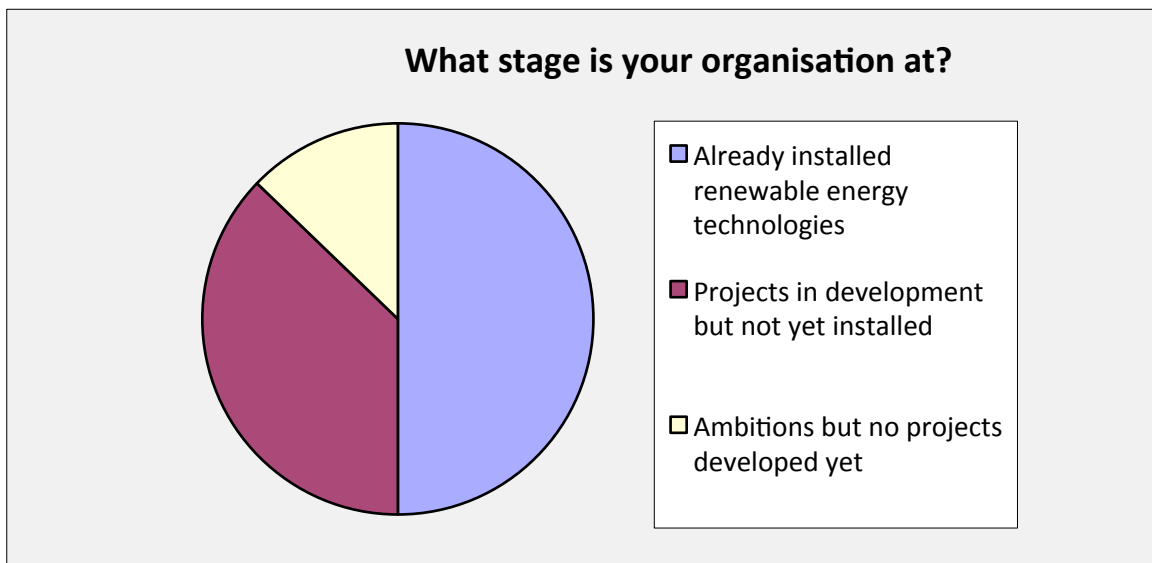 What stage is your organisation at?
Already installed
renewable energy
technologies
Projects in development
but not yet installed
Ambitions but no projects
developed yet